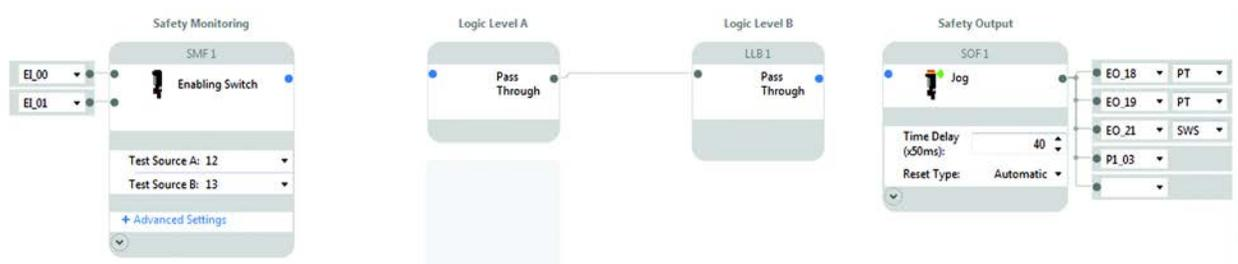 Safety Monitoring
Logic Level A
Logic Level B
Safety Output
SMF 1
LLB 1
SOF 1
EI_00
EI_01
Enabling Switch
Pass
Through
Pass
Through
Jog
EO_18 PT
EO_19 PT
EO_21 SWS
P1_03
Test Source A: 12
Test Source B: 13
+ Advanced Settings
Time Delay
(x50ms):
40
Reset Type: Automatic